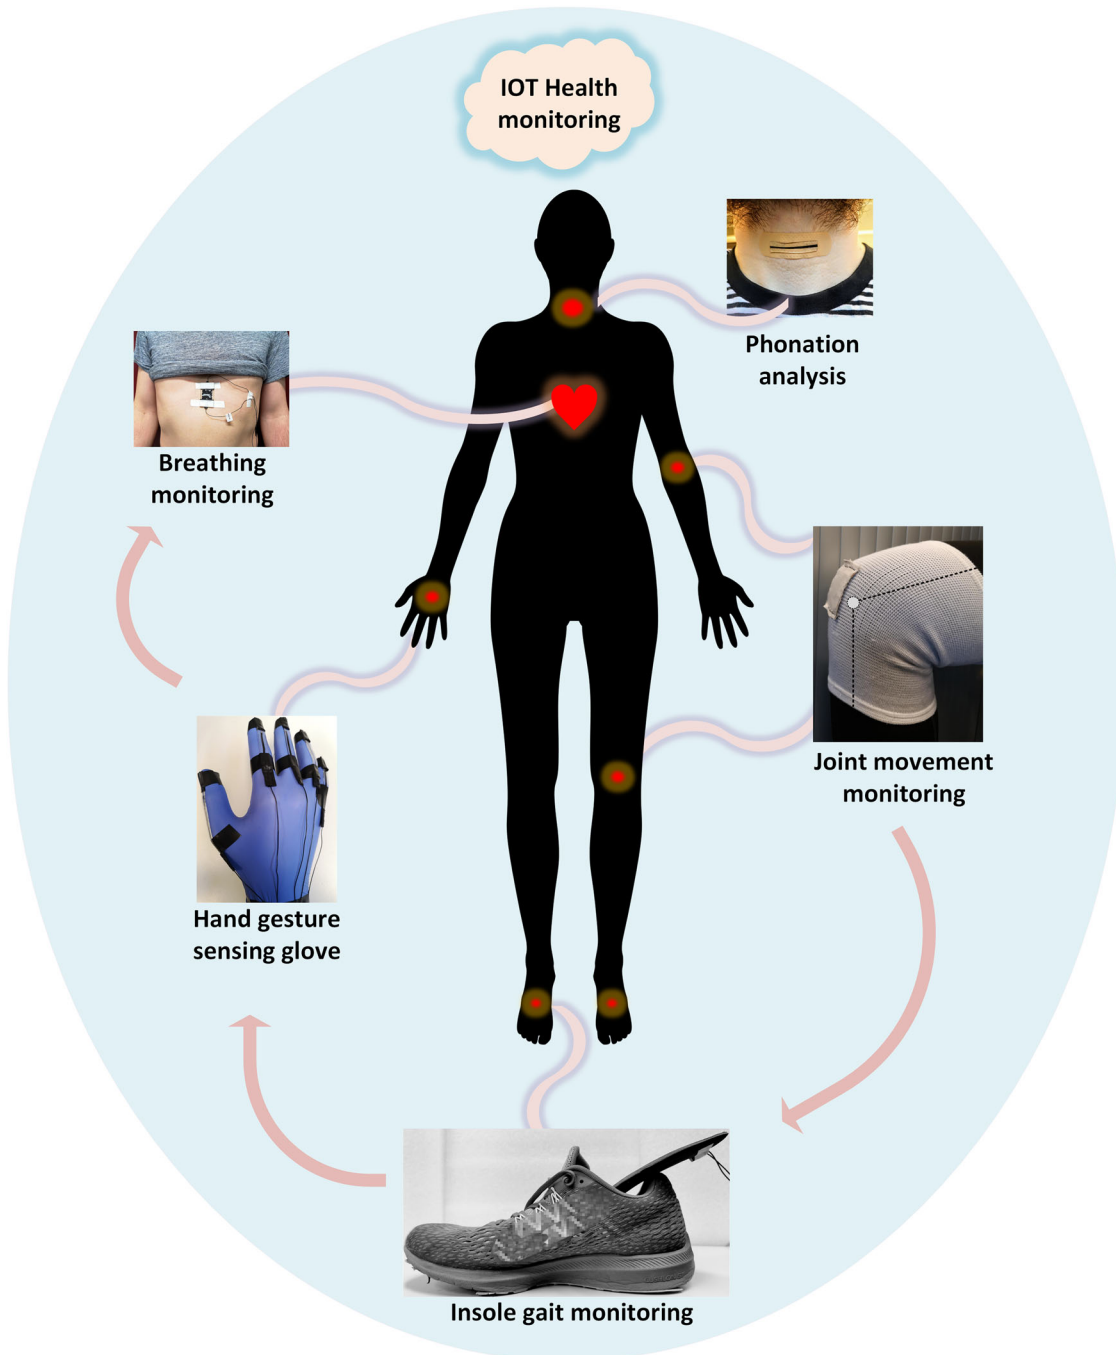 IOT Health
monitoring
Phonation
analysis
Breathing
monitoring
Joint movement
monitoring
Hand gesture
sensing glove
Insole gait monitoring